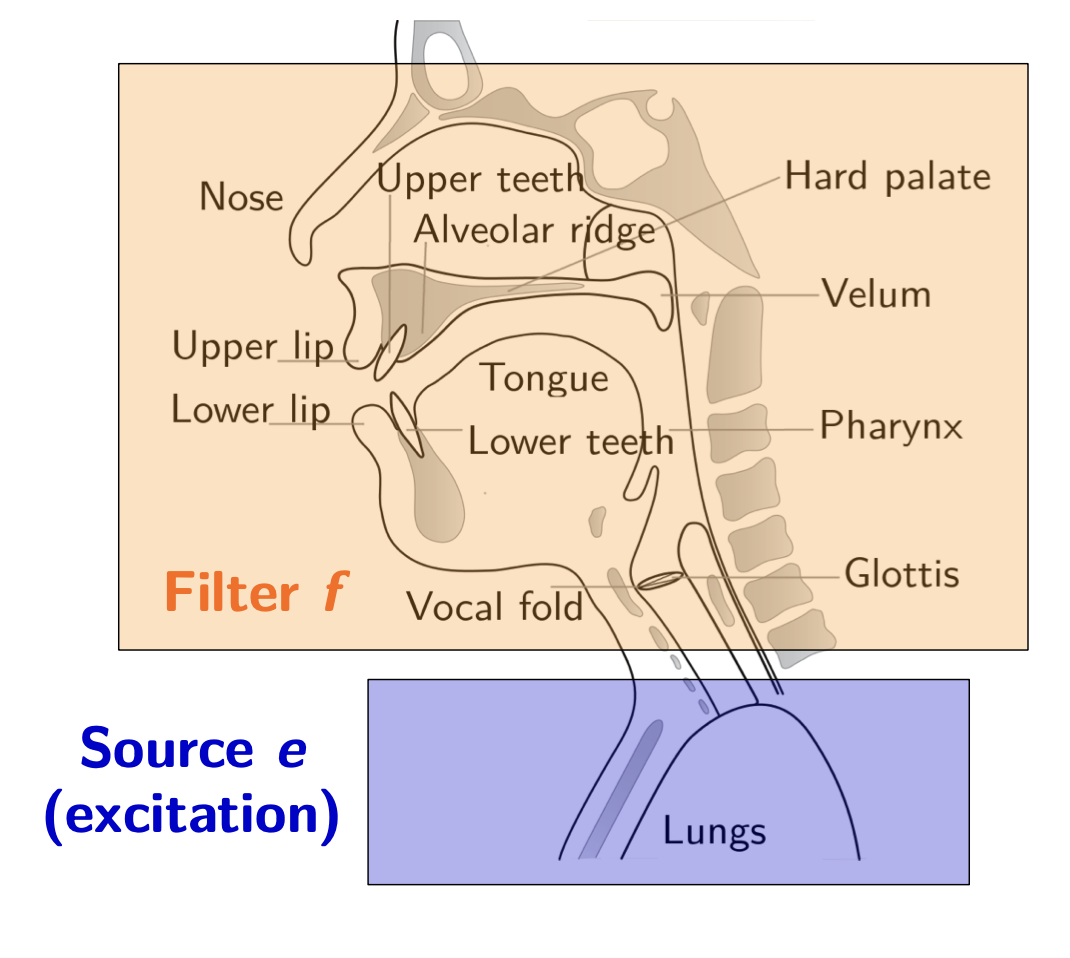 Upper teeth
Hard palate
Nose
Alveolar ridge
Velum
Upper lip
Tongue
Lower lip
Lower teeth
Pharynx
Filter f
Vocal fold
Glottis
Source e
(excitation)
Lungs